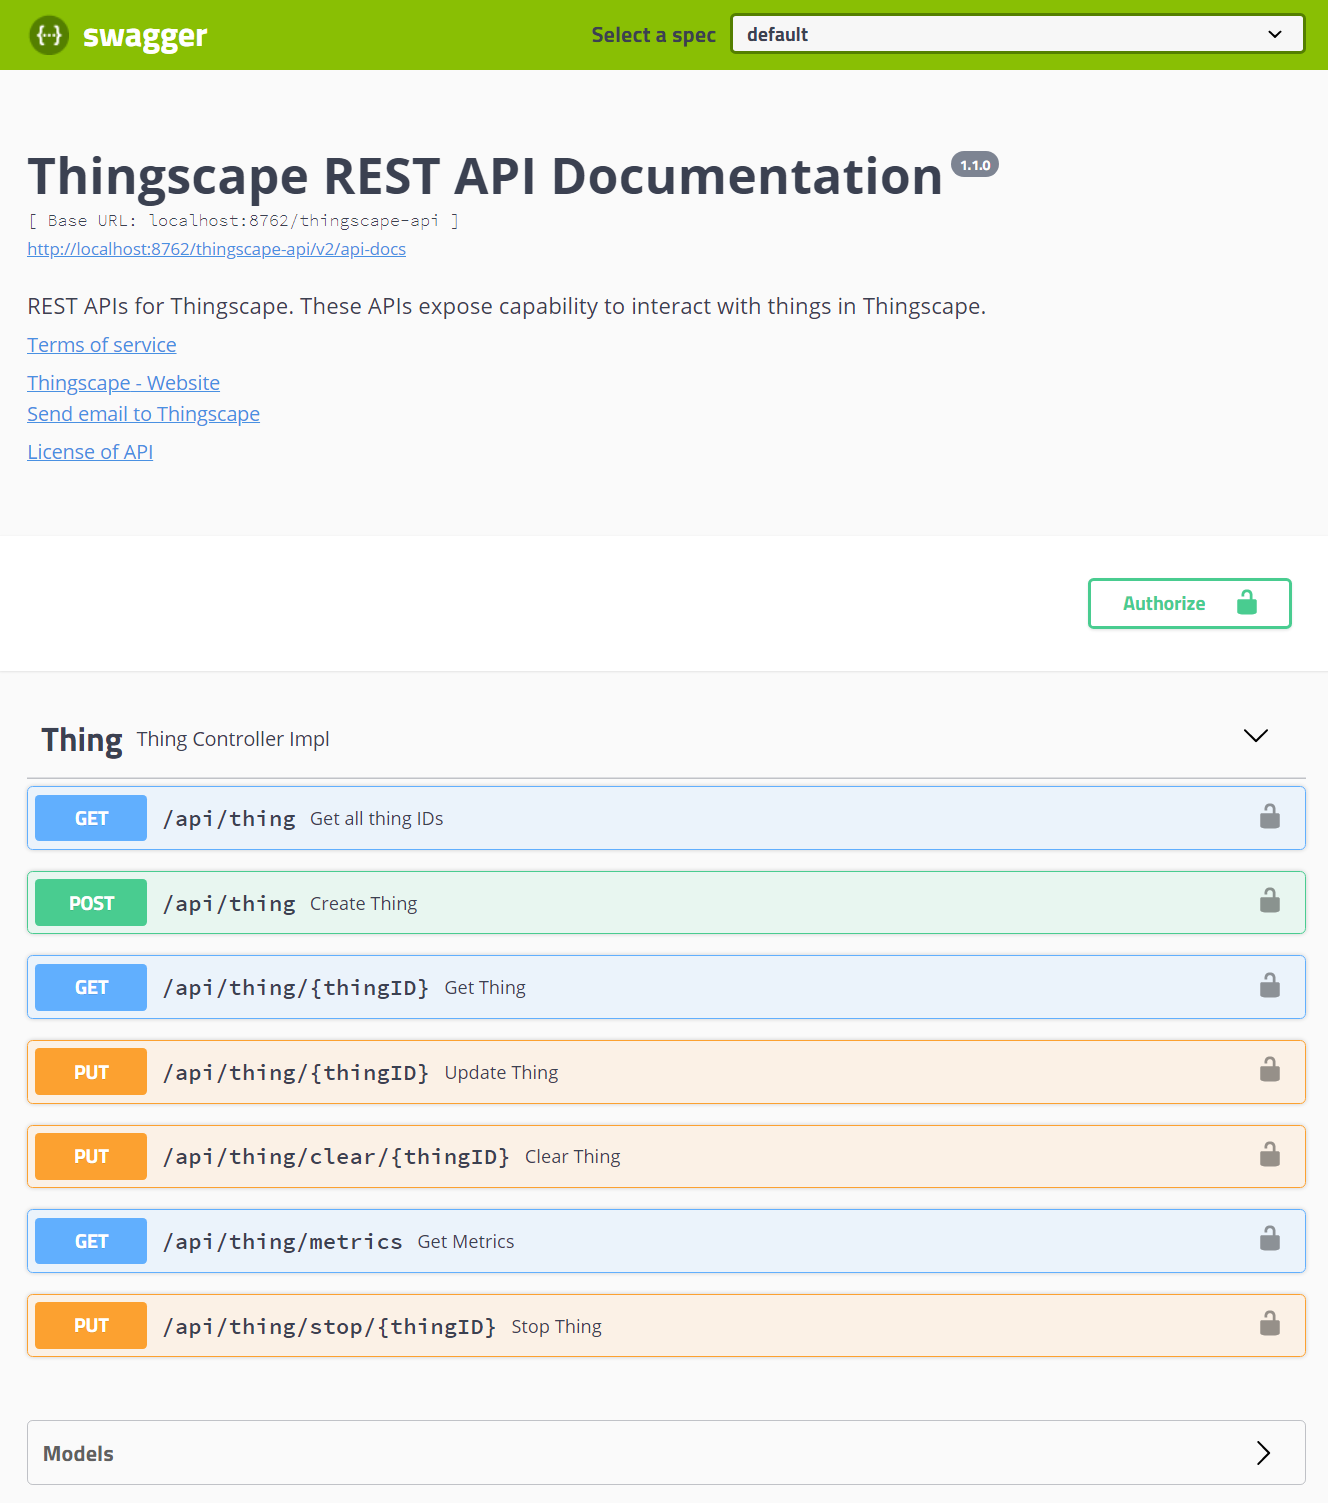 {...} swagger Select a spec default
Thingscape REST API Documentation 1.1.0
[ Base URL: localhost:8762/thingscape-api ]
http://localhost:8762/thingscape-api/v2/api-docs
REST APIs for Thingscape. These APIs expose capability to interact with things in Thingscape.
Terms of service
Thingscape - Website
Send email to Thingscape
License of API
Authorize
Thing Thing Controller Impl
GET /api/thing Get all thing IDs
POST /api/thing Create Thing
GET /api/thing/{thingID} Get Thing
PUT /api/thing/{thingID} Update Thing
PUT /api/thing/clear/{thingID} Clear Thing
GET /api/thing/metrics Get Metrics
PUT /api/thing/stop/{thingID} Stop Thing
Models